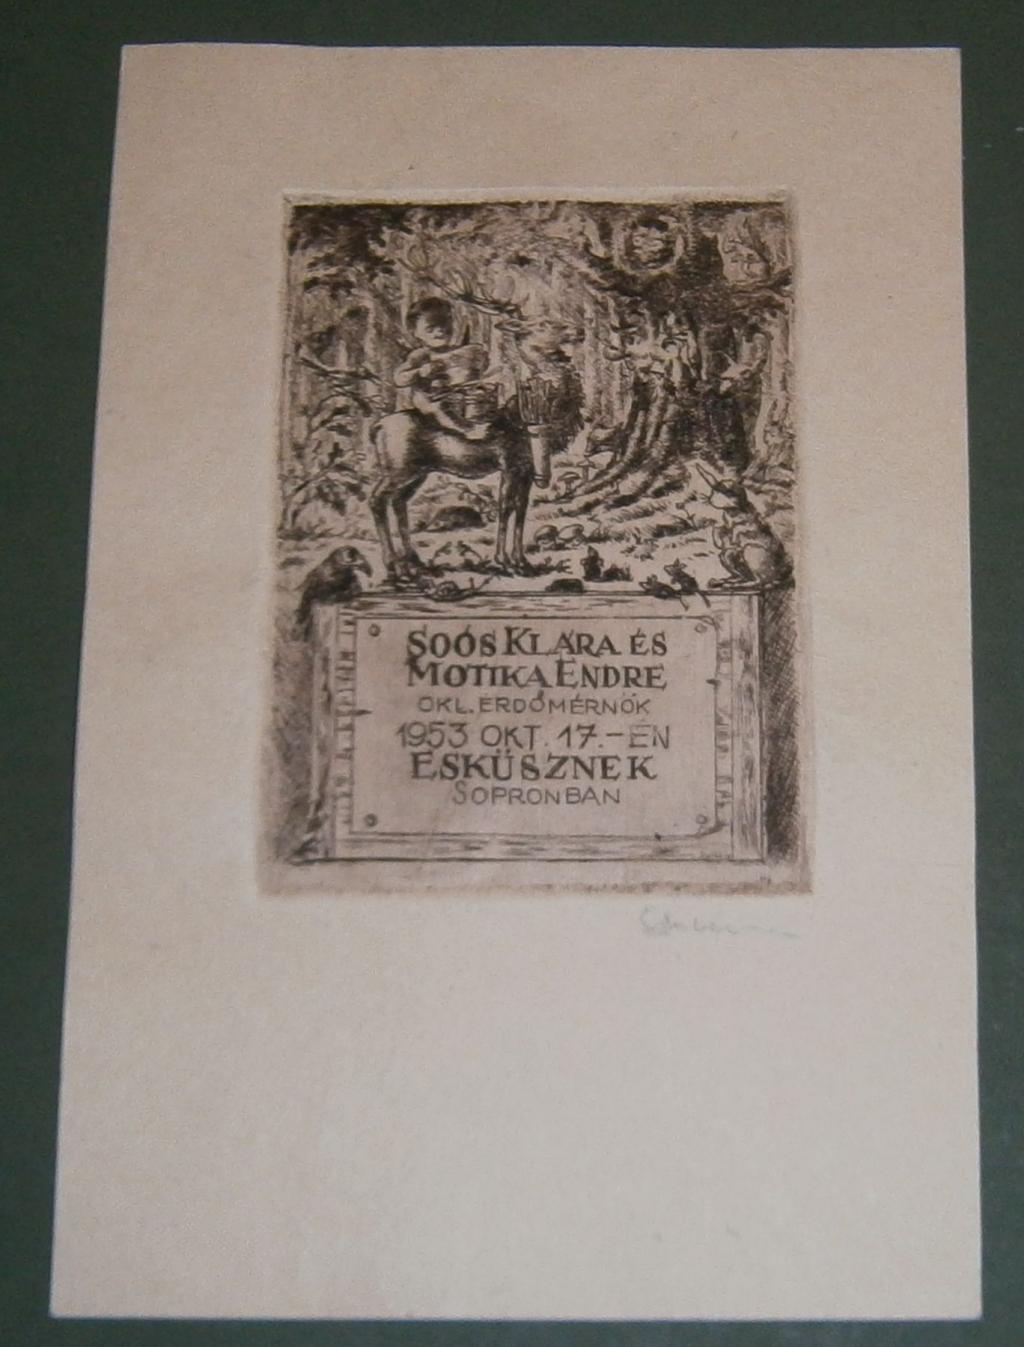 SOÓS KLÁRA ÉS
MOTIKA ENDRE
OKL. ERDŐMÉRNÖK
1953 OKT. 17.-ÉN
ESKÜSZNEK
SOPRONBAN